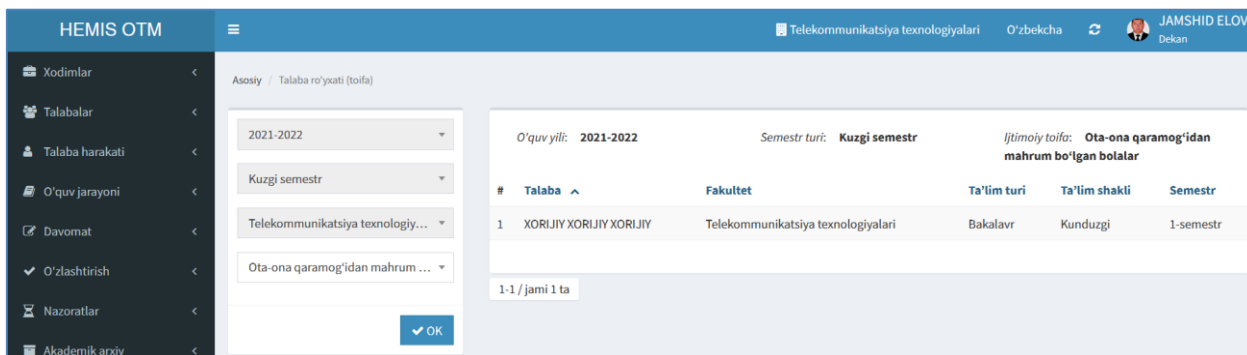 HEMIS OTM
Telekommunikatsiya texnologiyalari
O'zbekcha
JAMSHID ELOV
Dekan
Xodimlar
Talabalar
Talaba harakati
O'quv jarayoni
Davomat
O'zlashtirish
Nazoratlar
Akademik arxiv
Asosiy / Talaba ro'yxati (toifa)
2021-2022
Kuzgi semestr
Telekommunikatsiya texnologiy...
Ota-ona qaramog'idan mahrum ...
OK
O'quv yili: 2021-2022
Semestr turi: Kuzgi semestr
Ijtimoiy toifa: Ota-ona qaramog'idan
mahrum bo'lgan bolalar
# Talaba Fakultet Ta'lim turi Ta'lim shakli Semestr
1 XORIJIY XORIJIY XORIJIY Telekommunikatsiya texnologiyalari Bakalavr Kunduzgi 1-semestr
1-1 / jami 1 ta